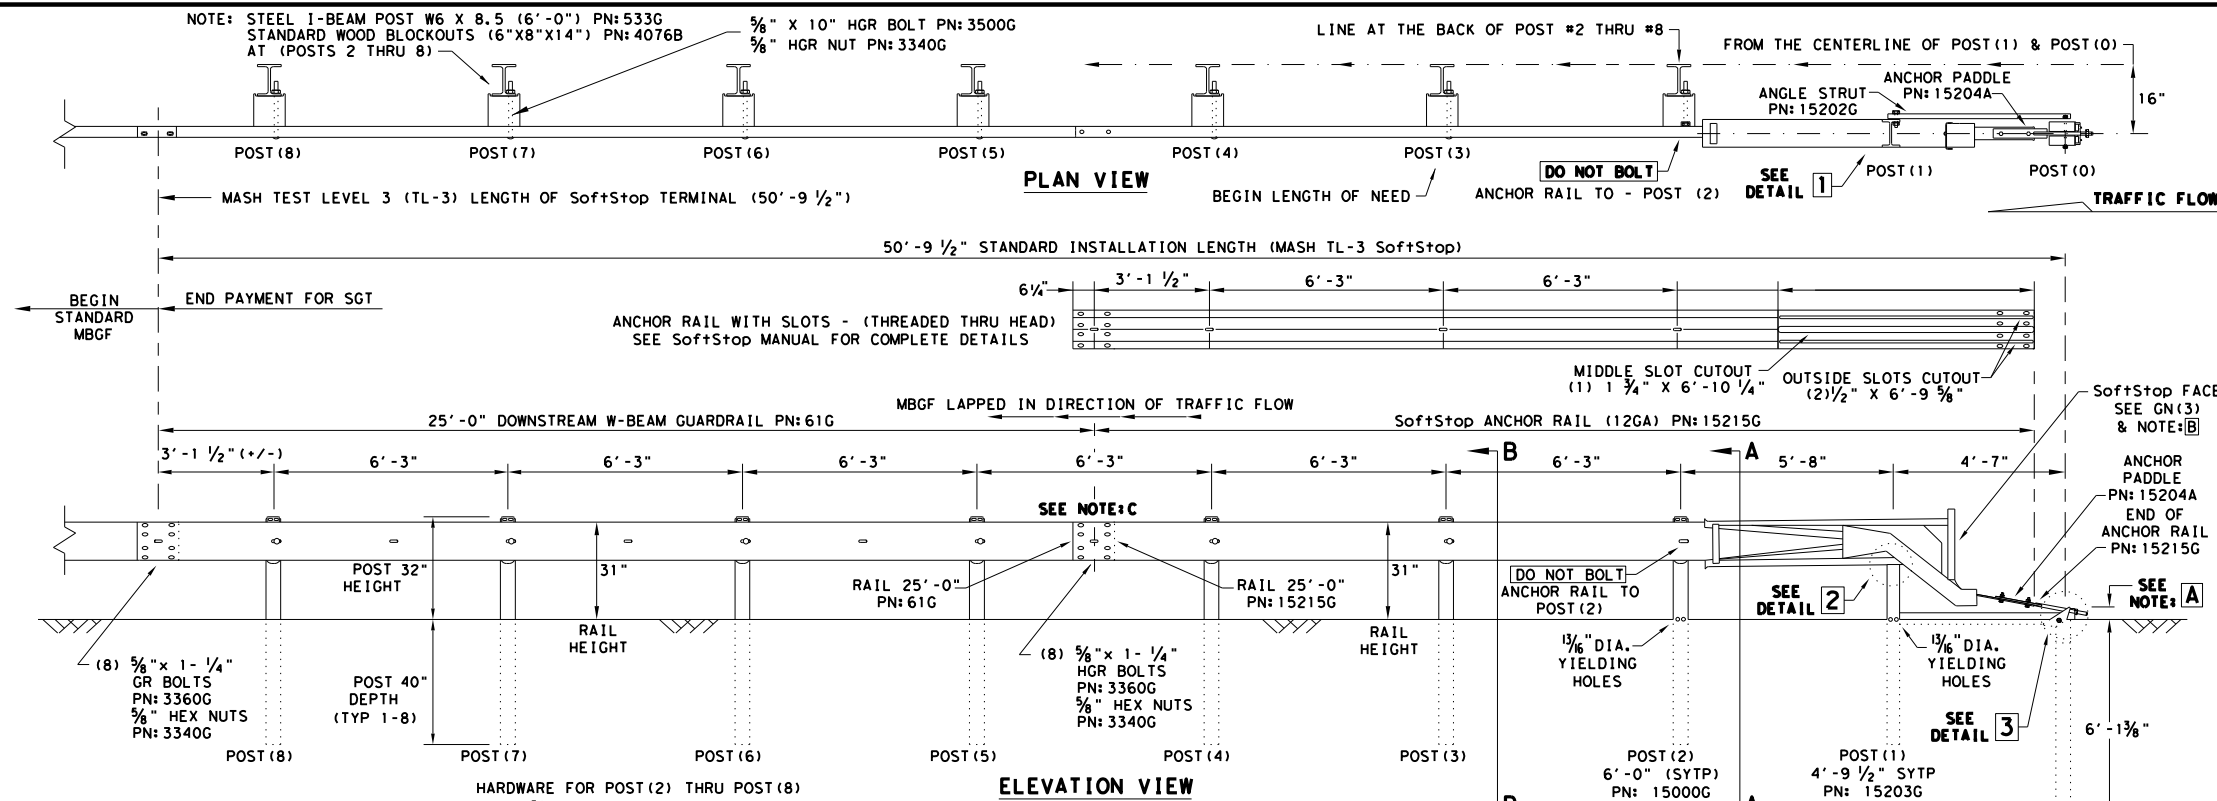 NOTE: STEEL I-BEAM POST W6 X 8.5 (6'-0") PN:533G
STANDARD WOOD BLOCKOUTS (6"X8"X14") PN:4076B
AT (POSTS 2 THRU 8)
5/8" X 10" HGR BOLT PN:3500G
5/8" HGR NUT PN:3340G
LINE AT THE BACK OF POST #2 THRU #8
FROM THE CENTERLINE OF POST(1) & POST(0)
ANCHOR PADDLE
PN:15204A
ANGLE STRUT
PN:15202G
16"
POST(8)
POST(7)
POST(6)
POST(5)
POST(4)
POST(3)
POST(1)
POST(0)
PLAN VIEW
DO NOT BOLT
ANCHOR RAIL TO - POST (2)
SEE
DETAIL 1
MASH TEST LEVEL 3 (TL-3) LENGTH OF SoftStop TERMINAL (50'-9 1/2")
BEGIN LENGTH OF NEED
TRAFFIC FLOW
50'-9 1/2" STANDARD INSTALLATION LENGTH (MASH TL-3 SoftStop)
BEGIN
STANDARD
MBGF
END PAYMENT FOR SGT
6 1/4"
3'-1 1/2"
6'-3"
6'-3"
ANCHOR RAIL WITH SLOTS - (THREADED THRU HEAD)
SEE SoftStop MANUAL FOR COMPLETE DETAILS
MIDDLE SLOT CUTOUT
(1) 1 3/4" X 6'-10 1/4"
OUTSIDE SLOTS CUTOUT
(2)1/2" X 6'-9 5/8"
SoftStop FACE
SEE GN(3)
& NOTE:B
MBGF LAPPED IN DIRECTION OF TRAFFIC FLOW
25'-0" DOWNSTREAM W-BEAM GUARDRAIL PN:61G
SoftStop ANCHOR RAIL (12GA) PN:15215G
3'-1 1/2"(+/-)
6'-3"
6'-3"
6'-3"
6'-3"
6'-3"
6'-3"
5'-8"
4'-7"
B
A
ANCHOR
PADDLE
PN:15204A
END OF
ANCHOR RAIL
PN:15215G
SEE NOTE:C
POST 32"
HEIGHT
31"
RAIL
HEIGHT
RAIL 25'-0"
PN:61G
RAIL 25'-0"
PN:15215G
31"
RAIL
HEIGHT
DO NOT BOLT
ANCHOR RAIL TO
POST(2)
SEE
DETAIL 2
SEE
NOTE: A
(8) 5/8"x 1- 1/4"
GR BOLTS
PN:3360G
5/8" HEX NUTS
PN:3340G
POST 40"
DEPTH
(TYP 1-8)
(8) 5/8"x 1- 1/4"
HGR BOLTS
PN:3360G
5/8" HEX NUTS
PN:3340G
13/16" DIA.
YIELDING
HOLES
13/16" DIA.
YIELDING
HOLES
SEE
DETAIL 3
6'-1 3/8"
POST(8)
POST(7)
POST(6)
POST(5)
POST(4)
POST(3)
POST(2)
6'-0" (SYTP)
PN: 15000G
POST(1)
4'-9 1/2" SYTP
PN: 15203G
HARDWARE FOR POST(2) THRU POST(8)
ELEVATION VIEW